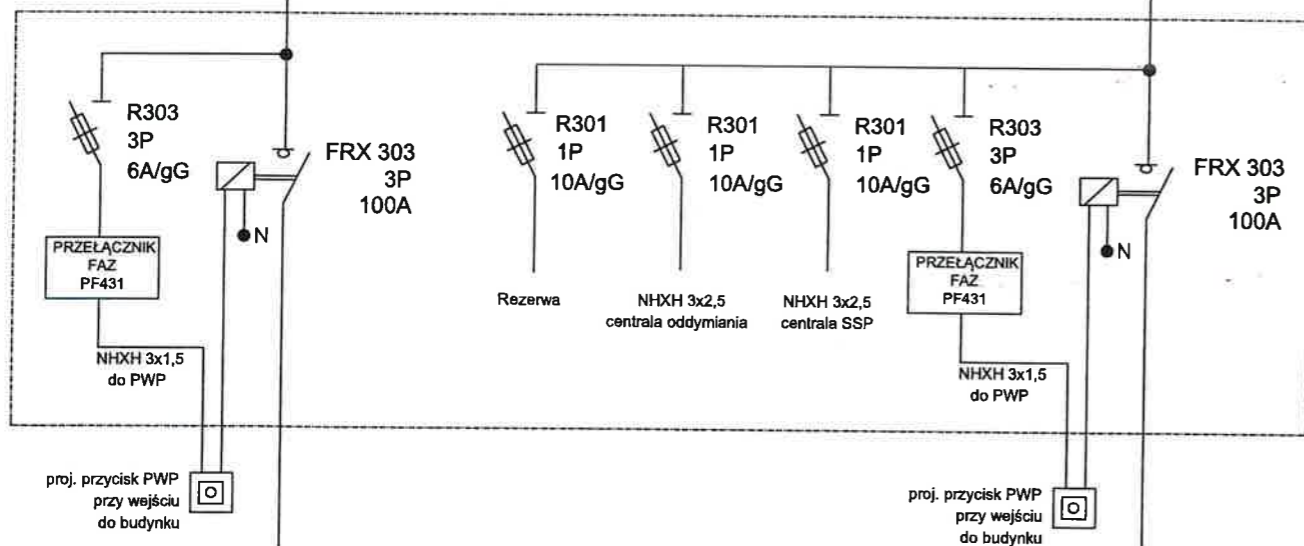 R303
3P
6A/gG
FRX 303
3P
100A
N
PRZEŁĄCZNIK
FAZ
PF431
NHXH 3x1,5
do PWP
proj. przycisk PWP
przy wejściu
do budynku
R301
1P
10A/gG
Rezerwa
R301
1P
10A/gG
NHXH 3x2,5
centrala oddymiania
R301
1P
10A/gG
NHXH 3x2,5
centrala SSP
R303
3P
6A/gG
PRZEŁĄCZNIK
FAZ
PF431
NHXH 3x1,5
do PWP
FRX 303
3P
100A
N
proj. przycisk PWP
przy wejściu
do budynku